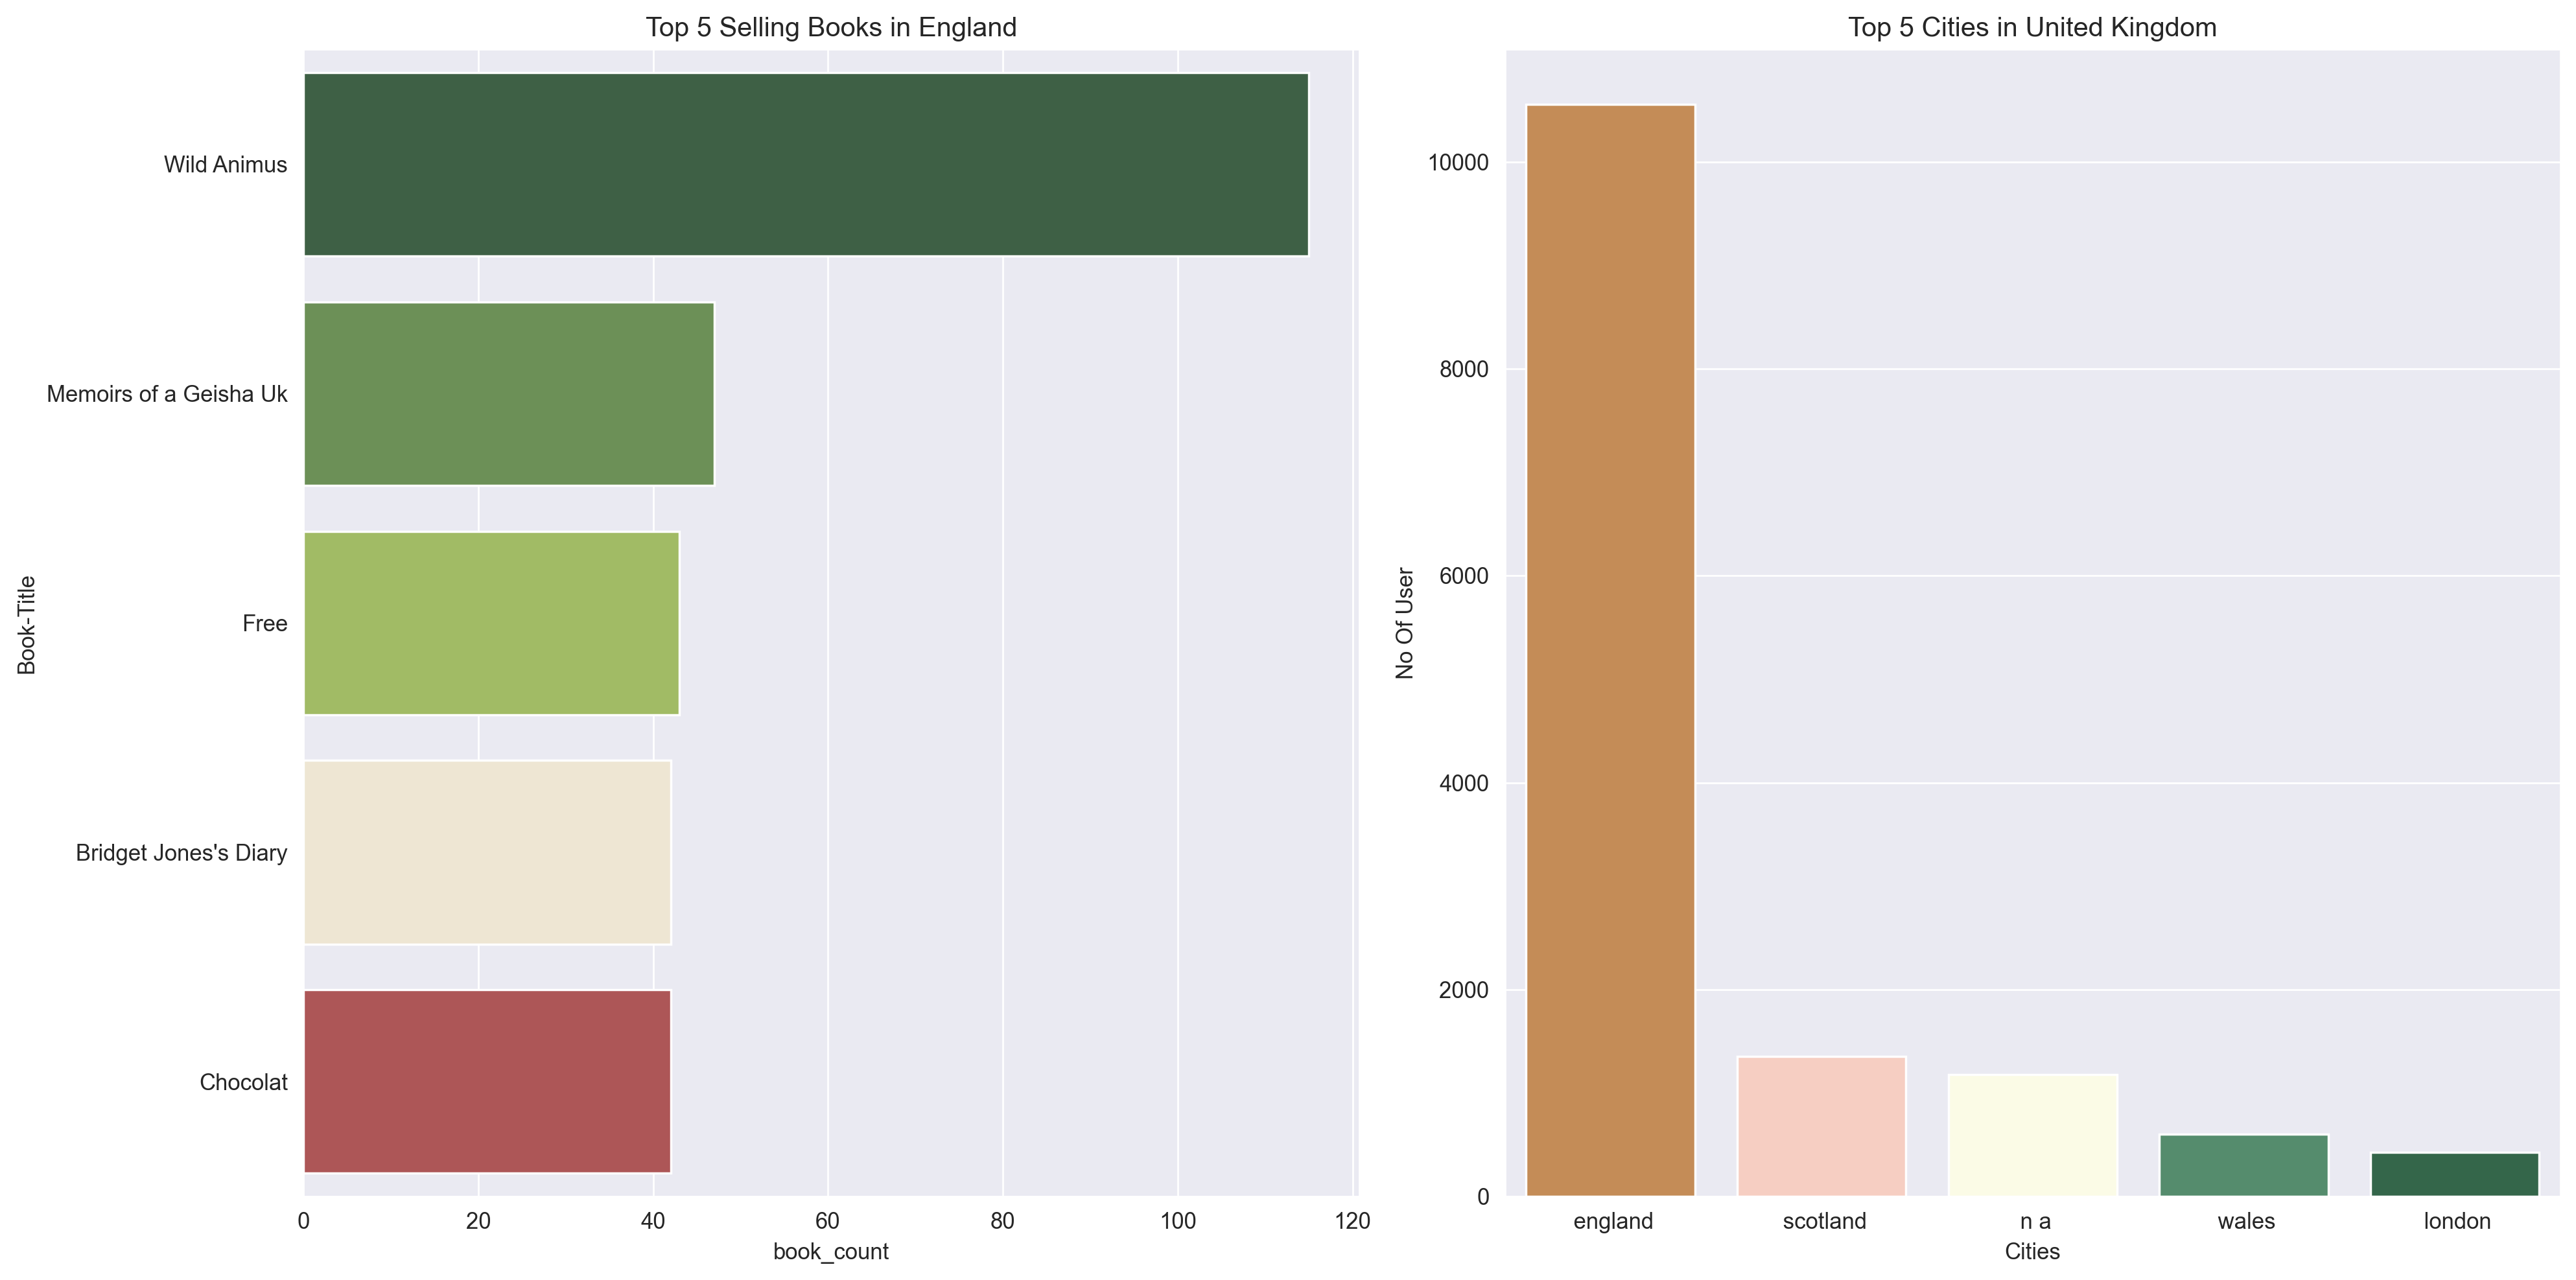 Top 5 Selling Books in England
Book-Title
Wild Animus
Memoirs of a Geisha Uk
Free
Bridget Jones's Diary
Chocolat
0 20 40 60 80 100 120
book_count
Top 5 Cities in United Kingdom
No Of User
10000
8000
6000
4000
2000
0
england scotland n a wales london
Cities